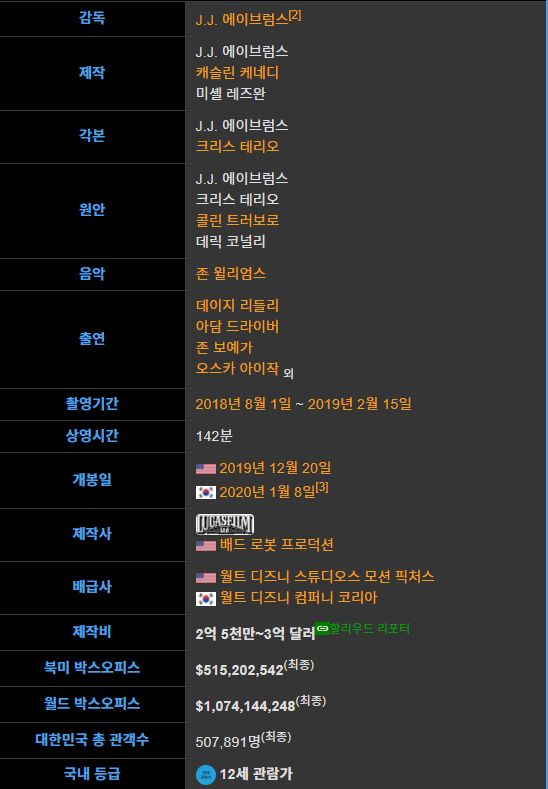 감독 J.J. 에이브럼스[2]
제작 J.J. 에이브럼스
캐슬린 케네디
미셸 레즈완
각본 J.J. 에이브럼스
크리스 테리오
원안 J.J. 에이브럼스
크리스 테리오
콜린 트러보로
데릭 코널리
음악 존 윌리엄스
출연 데이지 리들리
아담 드라이버
존 보예가
오스카 아이작 외
촬영기간 2018년 8월 1일 ~ 2019년 2월 15일
상영시간 142분
개봉일 2019년 12월 20일
2020년 1월 8일[3]
제작사 LUCASFILM Ltd
배드 로봇 프로덕션
배급사 월트 디즈니 스튜디오스 모션 픽처스
월트 디즈니 컴퍼니 코리아
제작비 2억 5천만~3억 달러 할리우드 리포터
북미 박스오피스 $515,202,542(최종)
월드 박스오피스 $1,074,144,248(최종)
대한민국 총 관객수 507,891명(최종)
국내 등급 12세 관람가